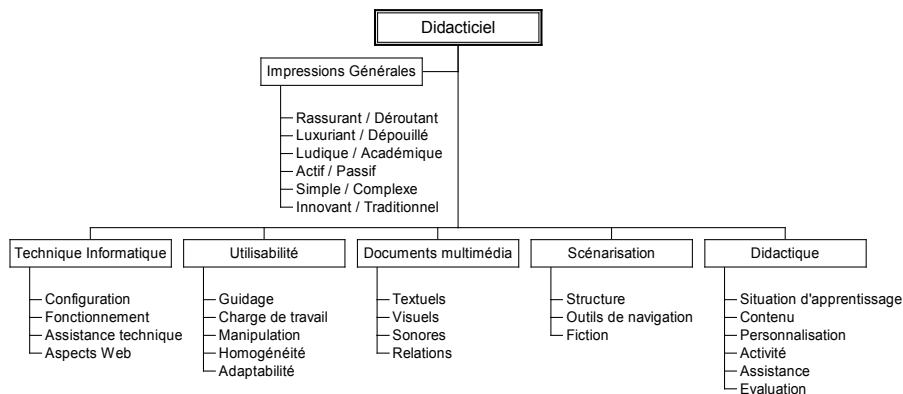 Didacticiel
Impressions Générales
Rassurant / Déroutant
Luxuriant / Dépouillé
Ludique / Académique
Actif / Passif
Simple / Complexe
Innovant / Traditionnel
Technique Informatique
Configuration
Fonctionnement
Assistance technique
Aspects Web
Utilisabilité
Guidage
Charge de travail
Manipulation
Homogénéité
Adaptabilité
Documents multimédia
Textuels
Visuels
Sonores
Relations
Scénarisation
Structure
Outils de navigation
Fiction
Didactique
Situation d'apprentissage
Contenu
Personnalisation
Activité
Assistance
Evaluation